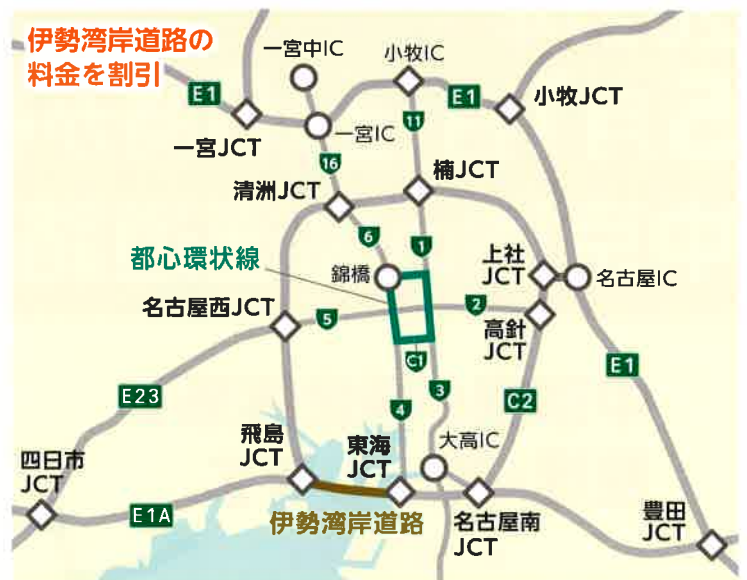 伊勢湾岸道路の
料金を割引
一宮中IC
小牧IC
E1
E1
小牧JCT
一宮JCT
一宮IC
11
16
楠JCT
清洲JCT
6
1
都心環状線
錦橋
上社
JCT
名古屋IC
名古屋西JCT
5
2
高針
JCT
C1
E1
E23
3
4
C2
飛島
JCT
東海
JCT
大高IC
四日市
JCT
E1A
伊勢湾岸道路
名古屋南
JCT
豊田
JCT